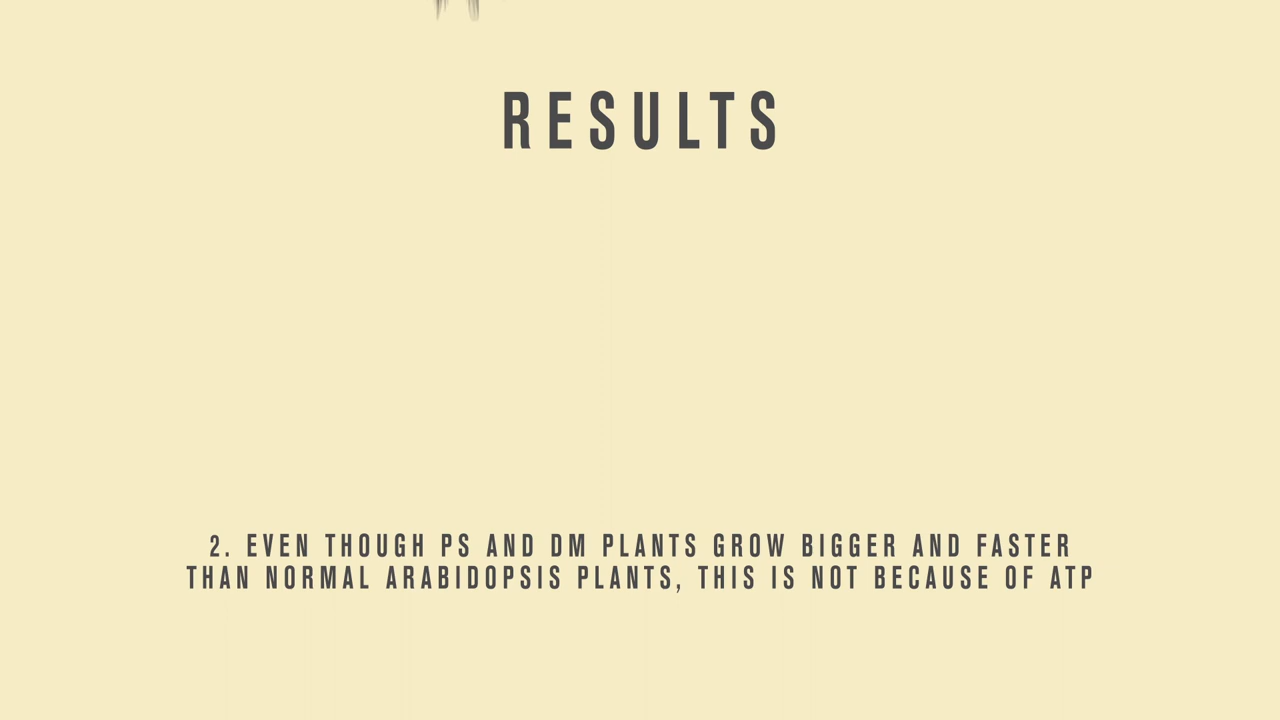 RESULTS
2. EVEN THOUGH PS AND DM PLANTS GROW BIGGER AND FASTER
THAN NORMAL ARABIDOPSIS PLANTS, THIS IS NOT BECAUSE OF ATP